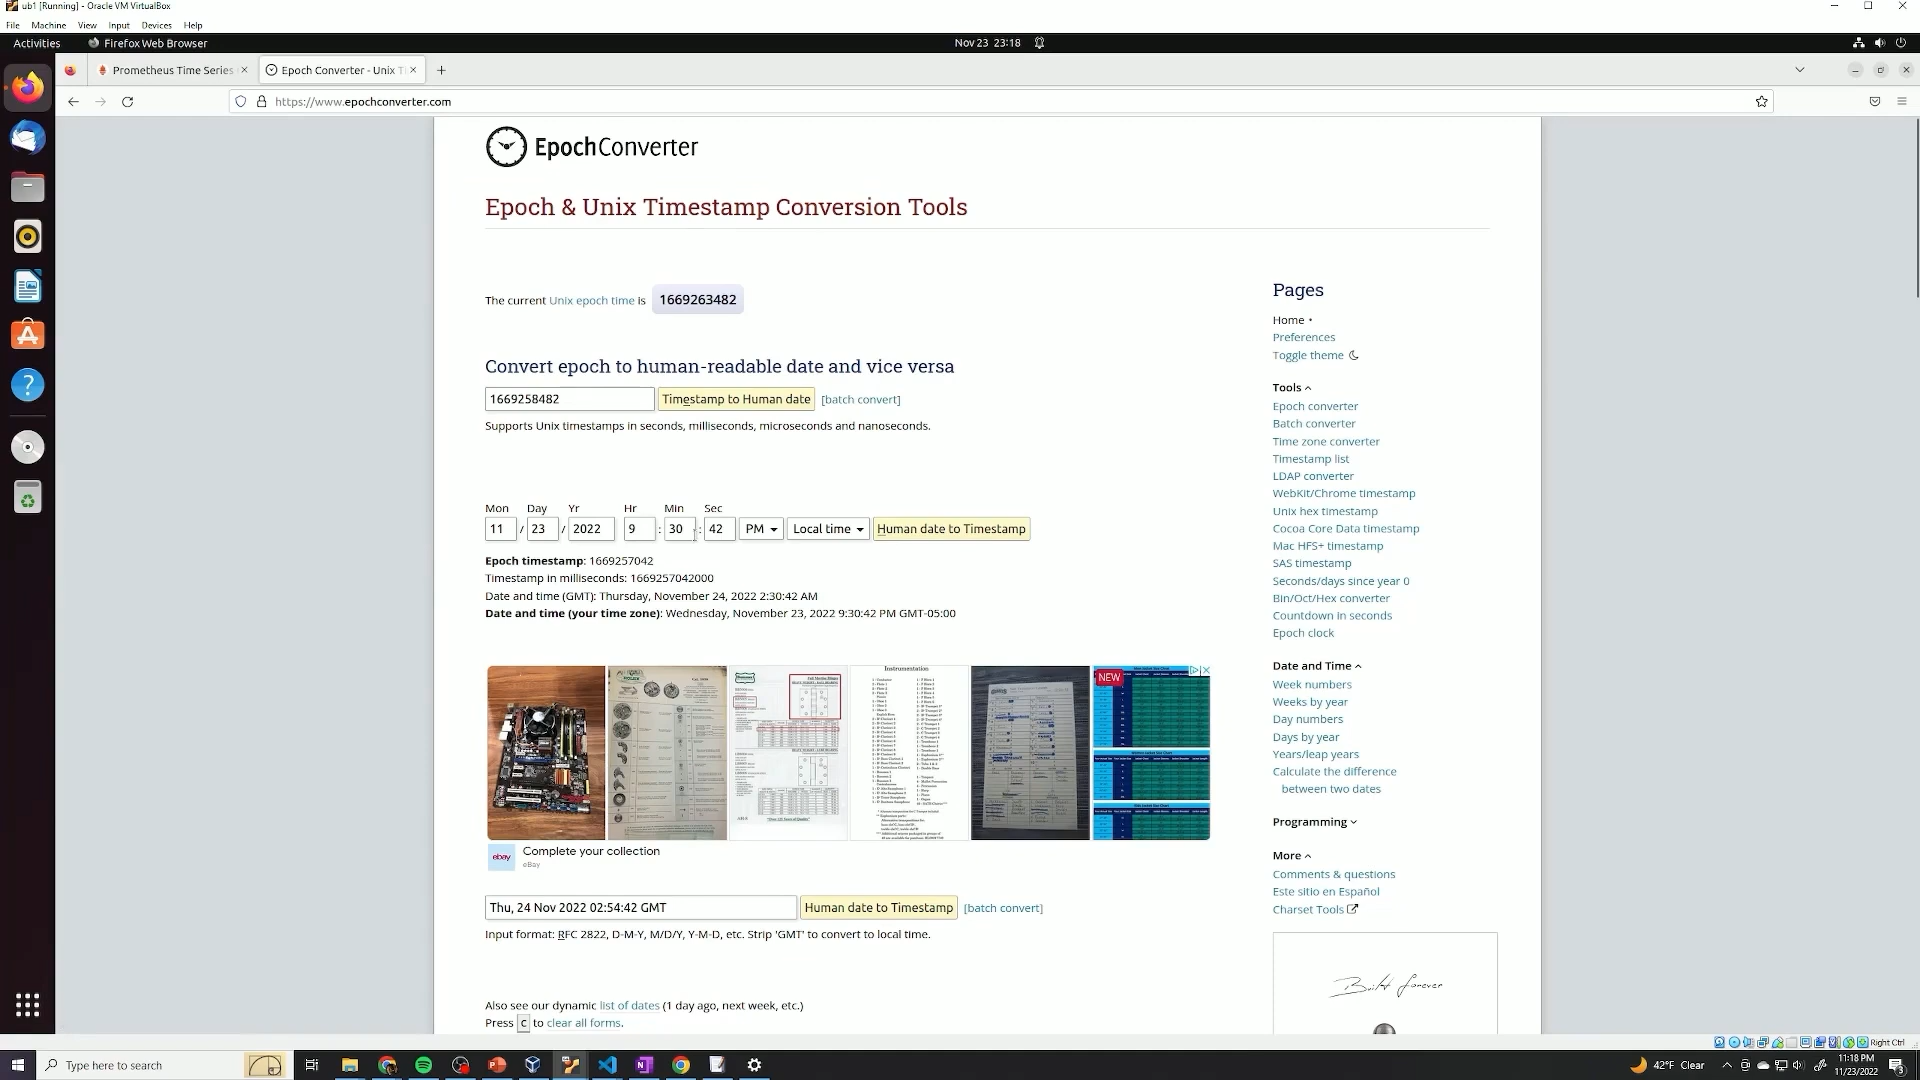 ub1 [Running] - Oracle VM VirtualBox
File Machine View Input Devices Help
Activities Firefox Web Browser Nov 23 23:18
Prometheus Time Series Epoch Converter - Unix T
https://www.epochconverter.com
EpochConverter
Epoch & Unix Timestamp Conversion Tools
The current Unix epoch time is 1669263482
Convert epoch to human-readable date and vice versa
1669258482 Timestamp to Human date [batch convert]
Supports Unix timestamps in seconds, milliseconds, microseconds and nanoseconds.
Mon Day Yr Hr Min Sec
11 / 23 / 2022 9 : 30 : 42 PM Local time Human date to Timestamp
Epoch timestamp: 1669257042
Timestamp in milliseconds: 1669257042000
Date and time (GMT): Thursday, November 24, 2022 2:30:42 AM
Date and time (your time zone): Wednesday, November 23, 2022 9:30:42 PM GMT-05:00
Instrumentation
NEW
ebay
Complete your collection
eBay
Thu, 24 Nov 2022 02:54:42 GMT Human date to Timestamp [batch convert]
Input format: RFC 2822, D-M-Y, M/D/Y, Y-M-D, etc. Strip 'GMT' to convert to local time.
Also see our dynamic list of dates (1 day ago, next week, etc.)
Press c to clear all forms.
Pages
Home •
Preferences
Toggle theme
Tools
Epoch converter
Batch converter
Time zone converter
Timestamp list
LDAP converter
WebKit/Chrome timestamp
Unix hex timestamp
Cocoa Core Data timestamp
Mac HFS+ timestamp
SAS timestamp
Seconds/days since year 0
Bin/Oct/Hex converter
Countdown in seconds
Epoch clock
Date and Time
Week numbers
Weeks by year
Day numbers
Days by year
Years/leap years
Calculate the difference
between two dates
Programming
More
Comments & questions
Este sitio en Español
Charset Tools
Built forever
Right Ctrl
Type here to search
42°F Clear
11:18 PM
11/23/2022
3